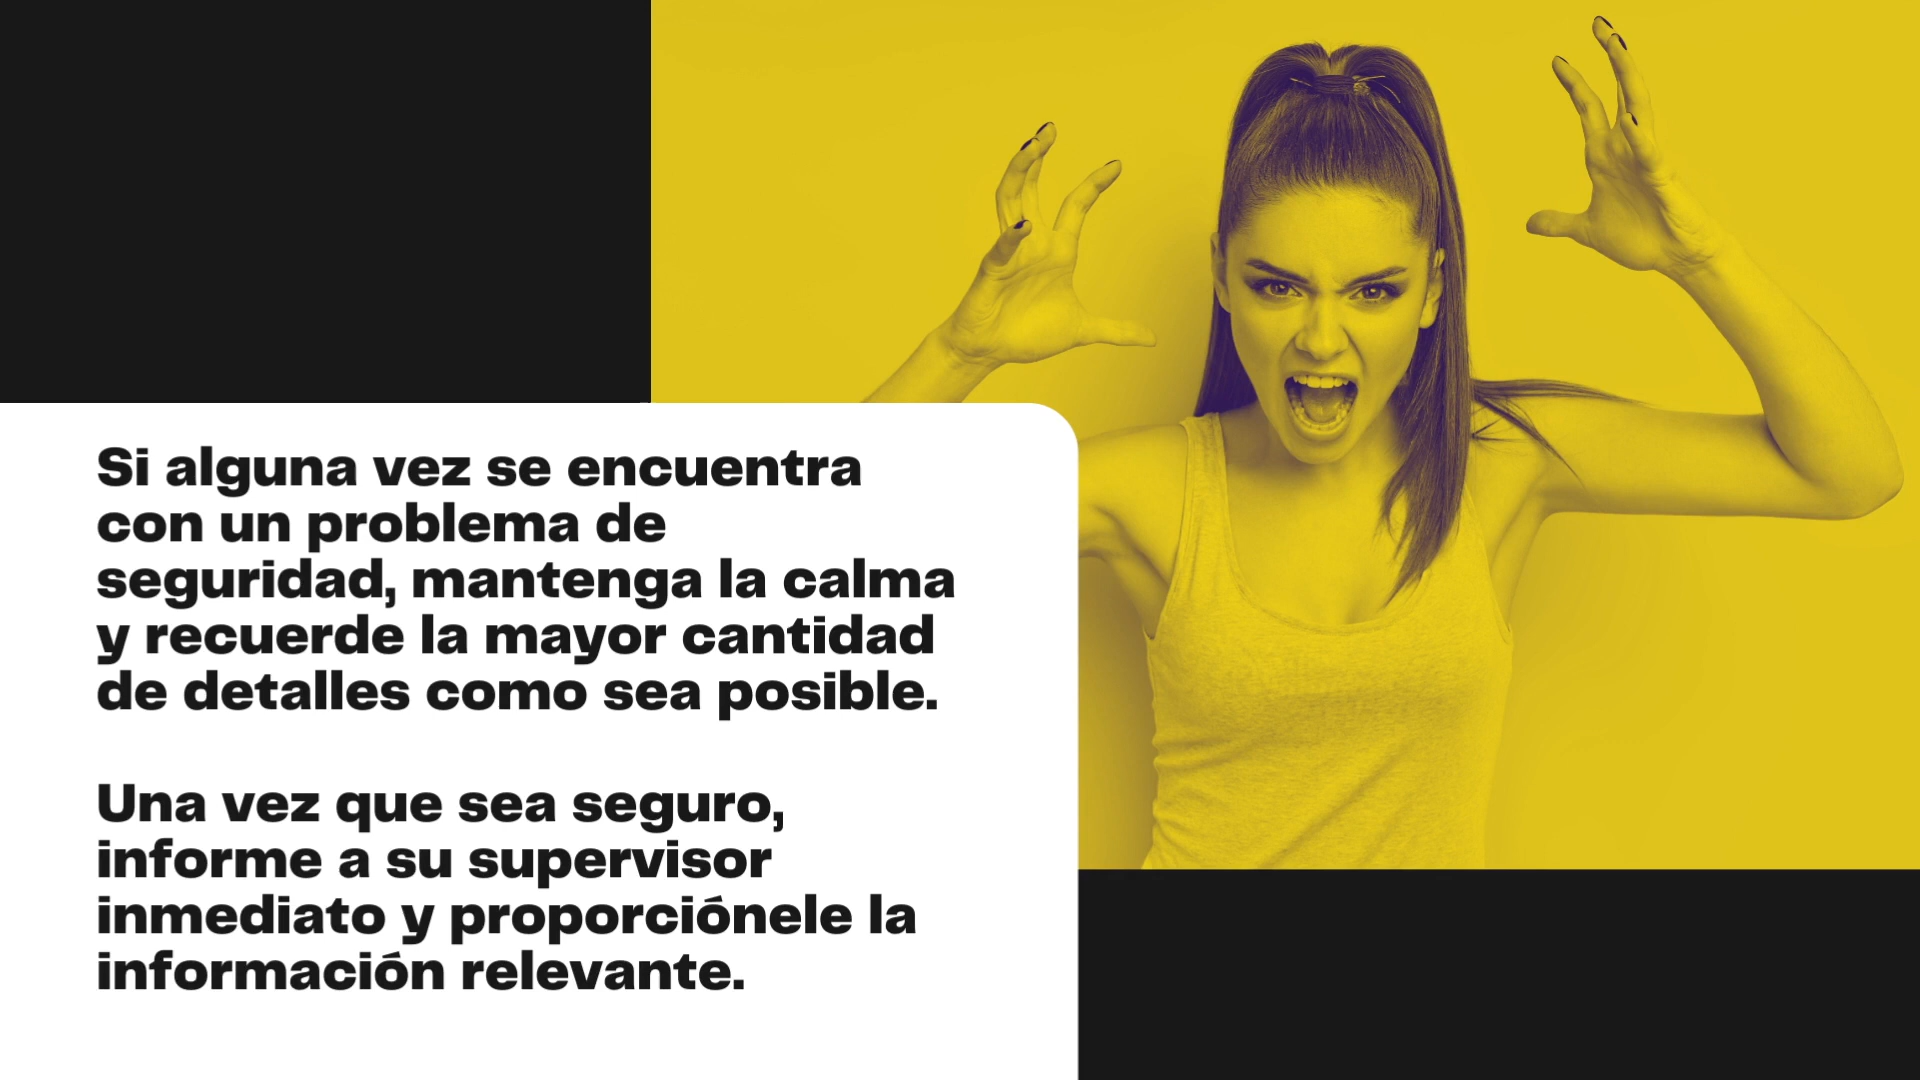 Si alguna vez se encuentra
con un problema de
seguridad, mantenga la calma
y recuerde la mayor cantidad
de detalles como sea posible.
Una vez que sea seguro,
informe a su supervisor
inmediato y proporciónele la
información relevante.